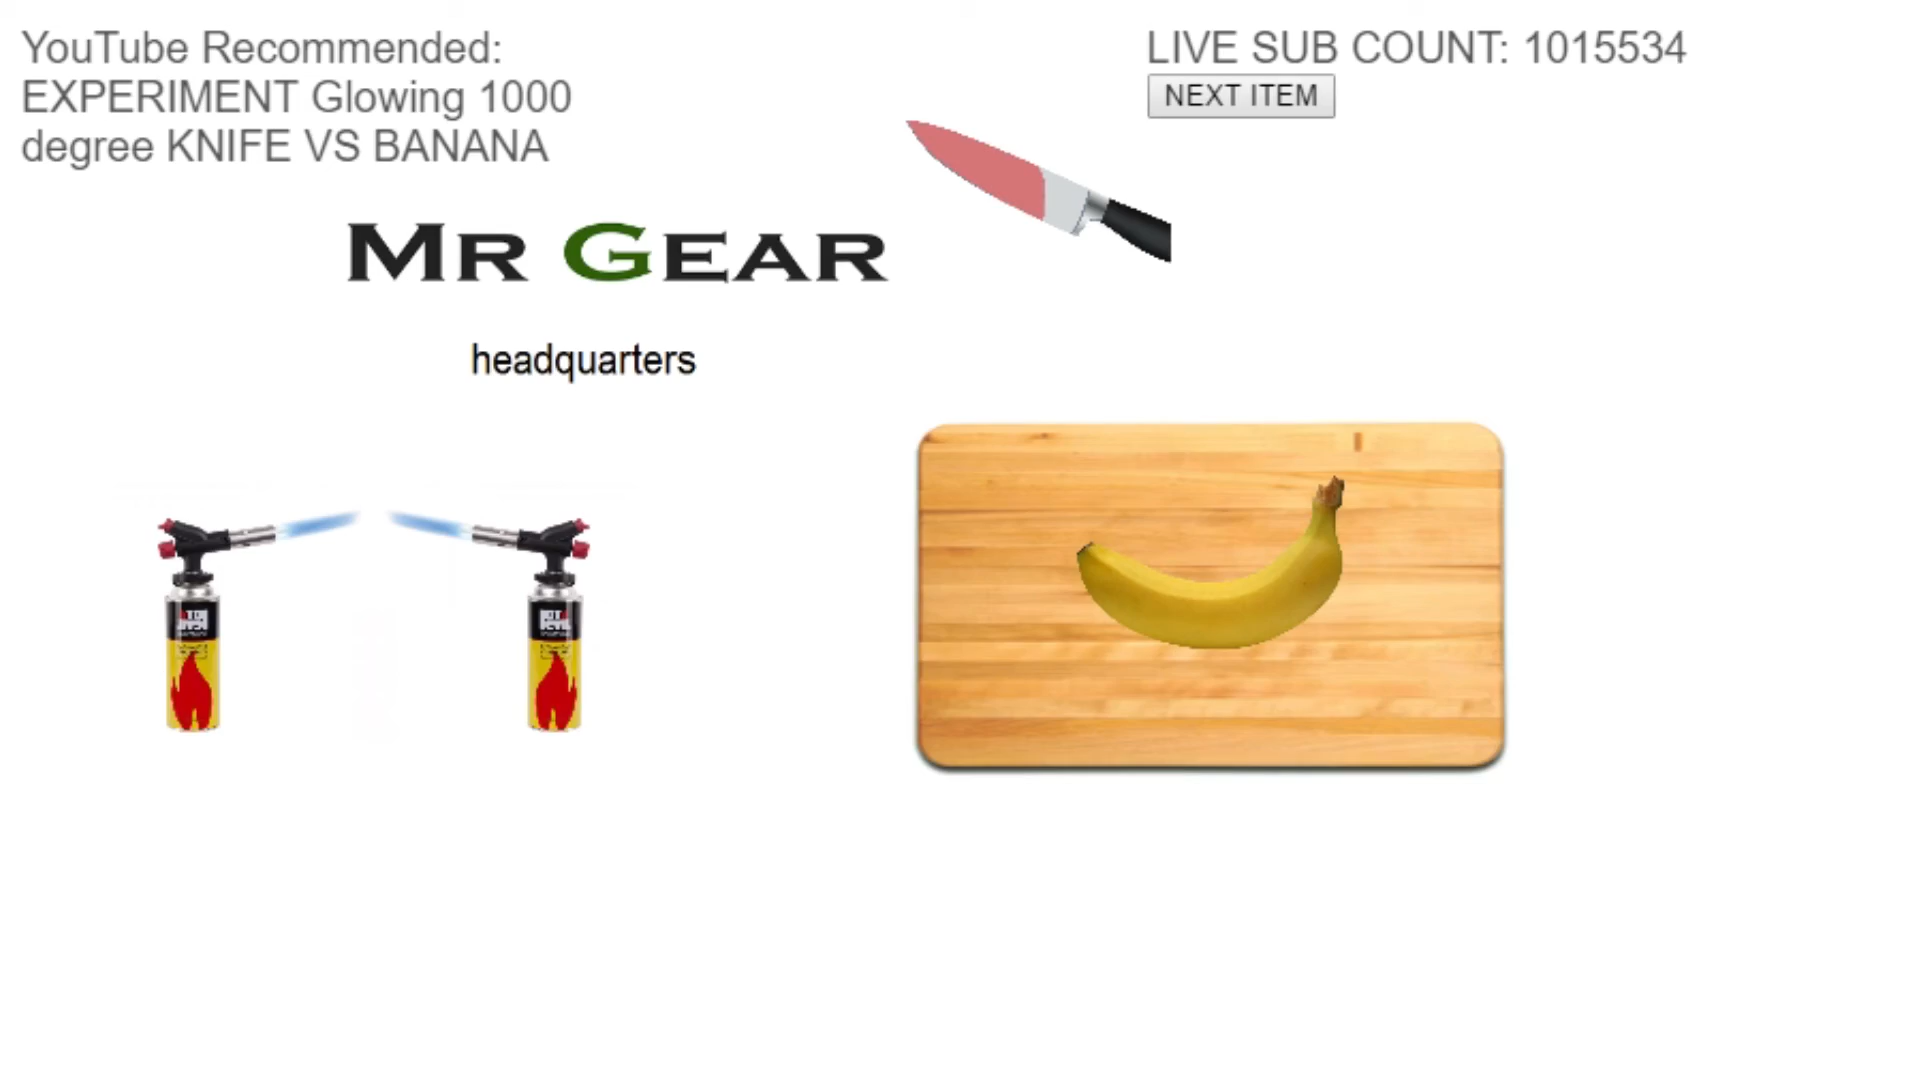 YouTube Recommended:
EXPERIMENT Glowing 1000
degree KNIFE VS BANANA
LIVE SUB COUNT: 1015534
NEXT ITEM
MR GEAR
headquarters